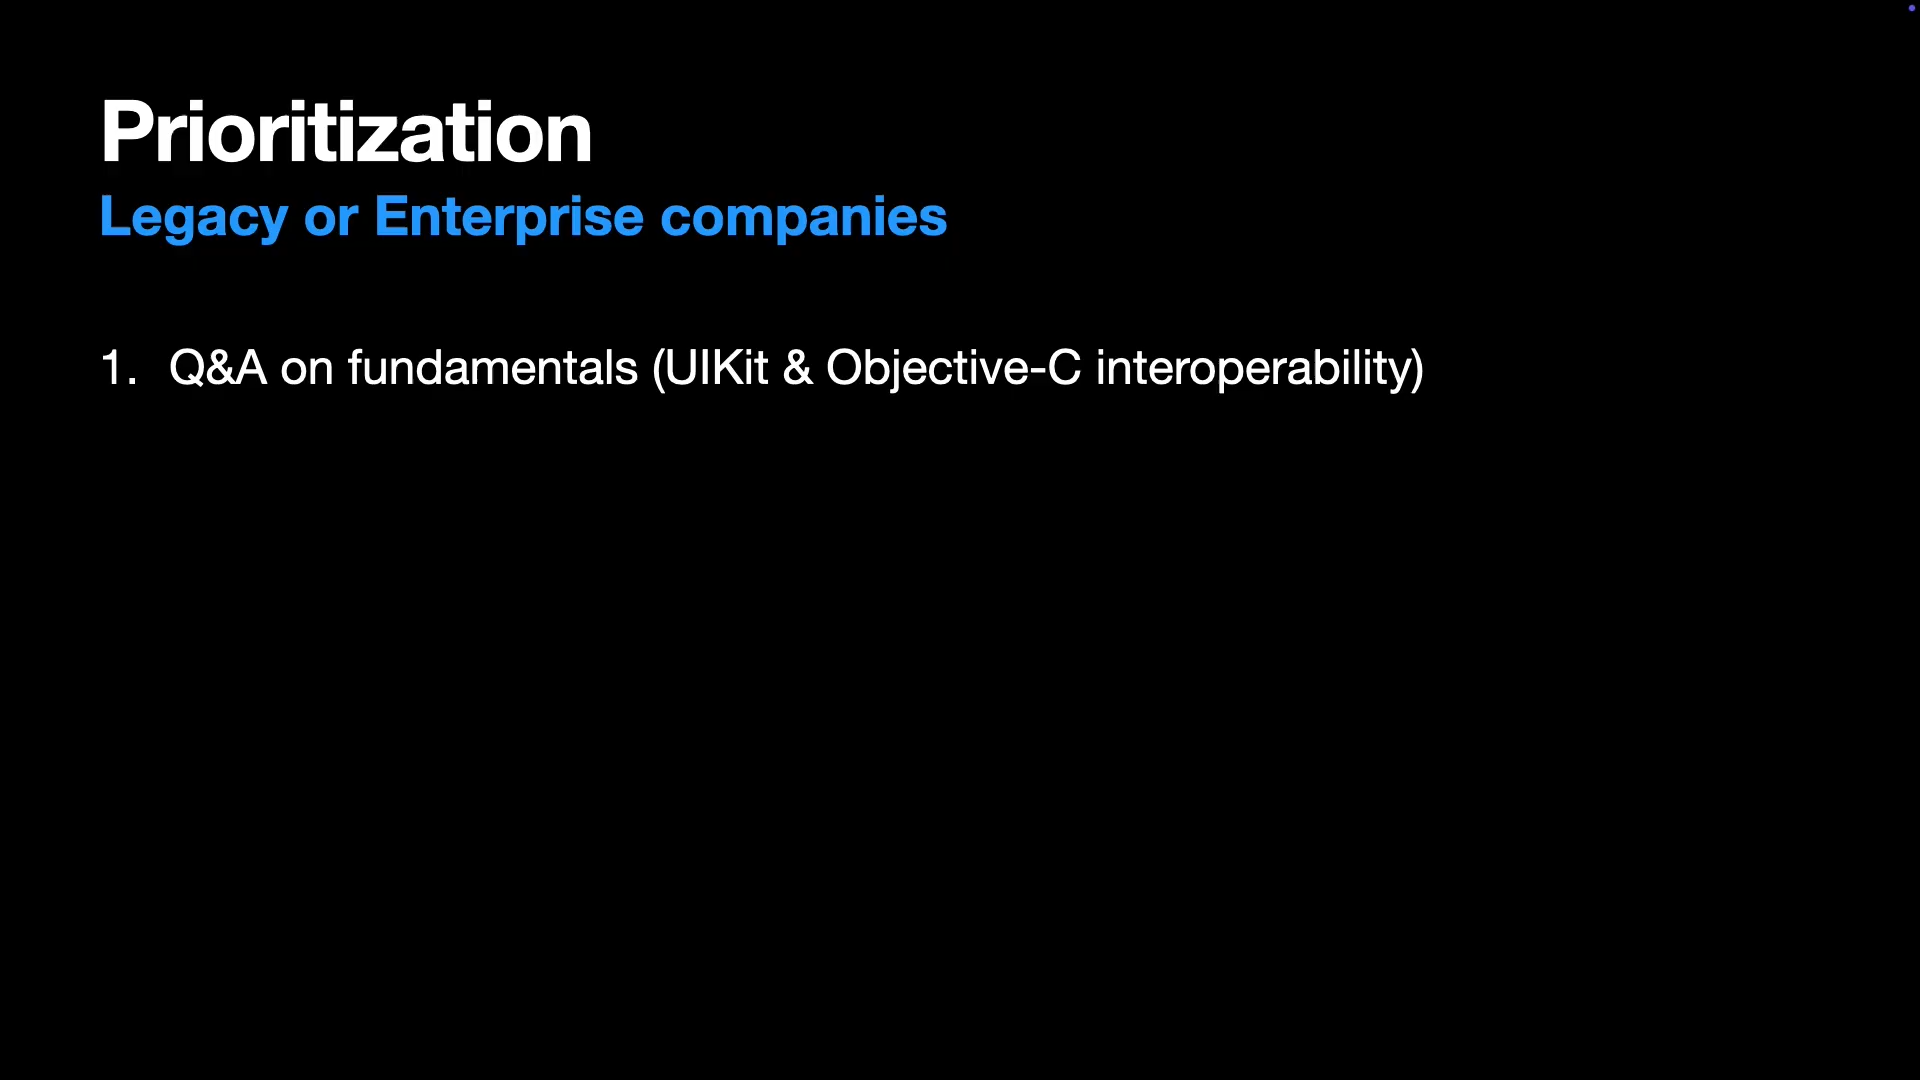 Prioritization
Legacy or Enterprise companies
1. Q&A on fundamentals (UIKit & Objective-C interoperability)